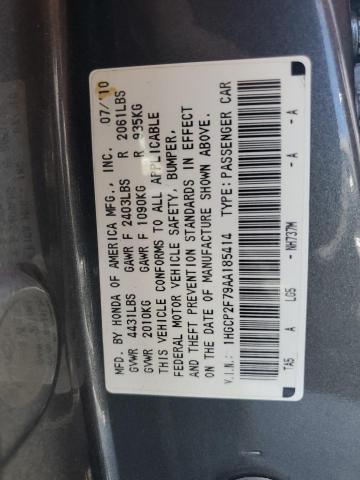 MFD. BY HONDA OF AMERICA MFG., INC. 07/10
GVWR 4431LBS GAWR F 2403LBS R 2061LBS
GVWR 2010KG GAWR F 1090KG R 935KG
THIS VEHICLE CONFORMS TO ALL APPLICABLE
FEDERAL MOTOR VEHICLE SAFETY, BUMPER,
AND THEFT PREVENTION STANDARDS IN EFFECT
ON THE DATE OF MANUFACTURE SHOWN ABOVE.
V.I.N.: 1HGCP2F79AA185414 TYPE: PASSENGER CAR
TA5 A LG5 - NH737M - A - A